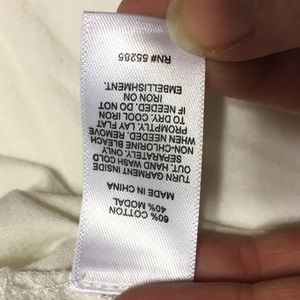 60% COTTON
40% MODAL
MADE IN CHINA
TURN GARMENT INSIDE
OUT. HAND WASH COLD
SEPARATELY. ONLY
NON-CHLORINE BLEACH
IF NEEDED. REMOVE
PROMPTLY. LAY FLAT
TO DRY. COOL IRON
IF NEEDED. DO NOT
IRON ON
EMBELLISHMENT.
RN# 55285